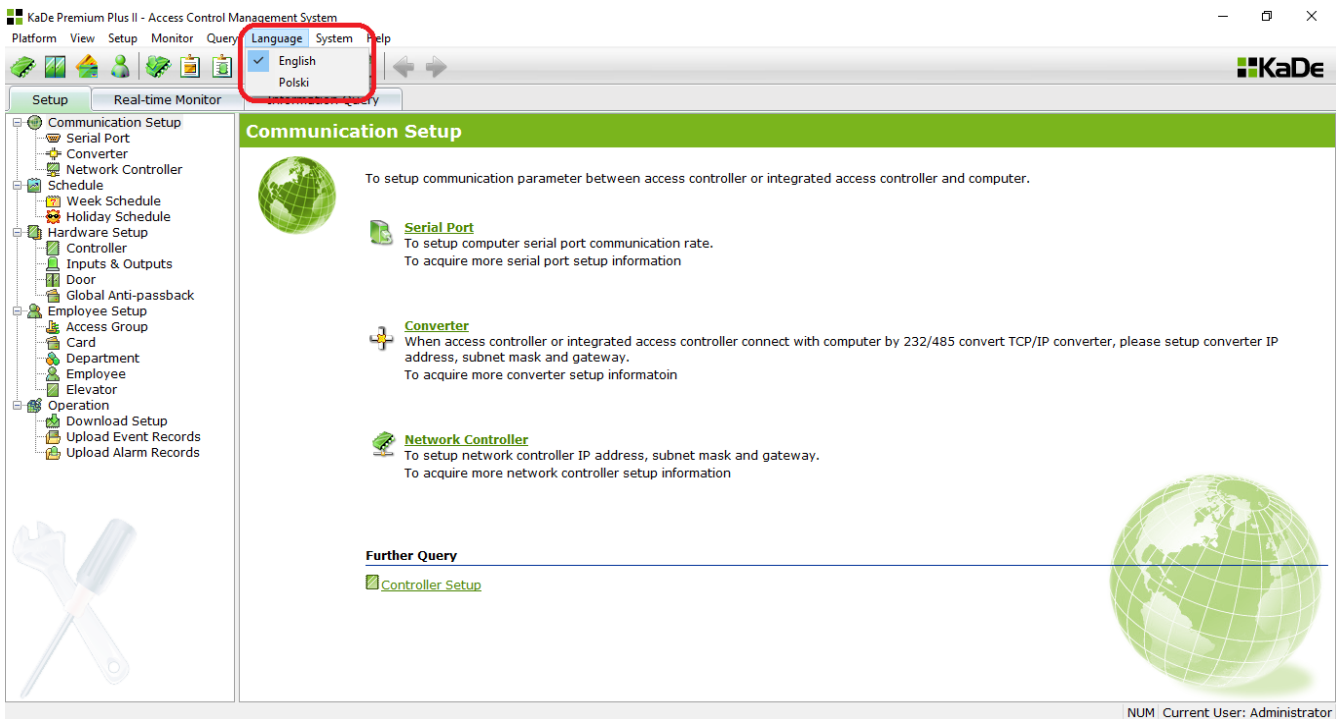 KaDe Premium Plus II - Access Control Management System
Platform View Setup Monitor Query Language System Help
English
Polski
KaDe
Setup Real-time Monitor Information Query
Communication Setup
Serial Port
Converter
Network Controller
Schedule
Week Schedule
Holiday Schedule
Hardware Setup
Controller
Inputs & Outputs
Door
Global Anti-passback
Employee Setup
Access Group
Card
Department
Employee
Elevator
Operation
Download Setup
Upload Event Records
Upload Alarm Records
Communication Setup
To setup communication parameter between access controller or integrated access controller and computer.
Serial Port
To setup computer serial port communication rate.
To acquire more serial port setup information
Converter
When access controller or integrated access controller connect with computer by 232/485 convert TCP/IP converter, please setup converter IP
address, subnet mask and gateway.
To acquire more converter setup informatoin
Network Controller
To setup network controller IP address, subnet mask and gateway.
To acquire more network controller setup information
Further Query
Controller Setup
NUM Current User: Administrator